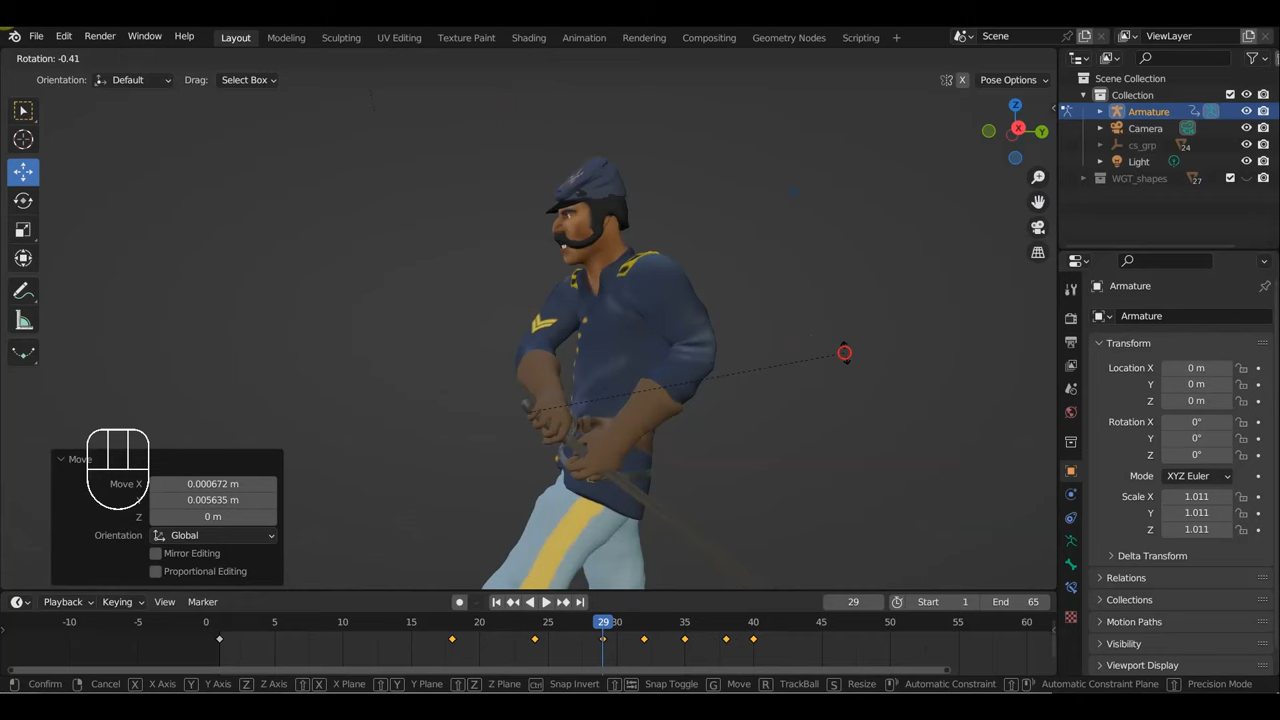 File Edit Render Window Help Layout Modeling Sculpting UV Editing Texture Paint Shading Animation Rendering Compositing Geometry Nodes Scripting + Scene ViewLayer
Rotation: -0.41
Orientation: Default Drag: Select Box X Pose Options
Scene Collection
Collection
Armature
Camera
cs_grp 24
Light
WGT_shapes 27
Z
X
Y
Armature
Armature
Transform
Location X 0 m
Y 0 m
Z 0 m
Rotation X 0°
Y 0°
Z 0°
Mode XYZ Euler
Scale X 1.011
Y 1.011
Z 1.011
Delta Transform
Relations
Collections
Motion Paths
Visibility
Viewport Display
Move
Move X 0.000672 m
0.005635 m
Z 0 m
Orientation Global
Mirror Editing
Proportional Editing
Playback Keying View Marker 29 Start 1 End 65
-10 -5 0 5 10 15 20 25 29 30 35 40 45 50 55 60
Confirm Cancel X X Axis Y Y Axis Z Z Axis X X Plane Y Y Plane Z Z Plane Ctrl Snap Invert Snap Toggle G Move R TrackBall S Resize Automatic Constraint Automatic Constraint Plane Precision Mode